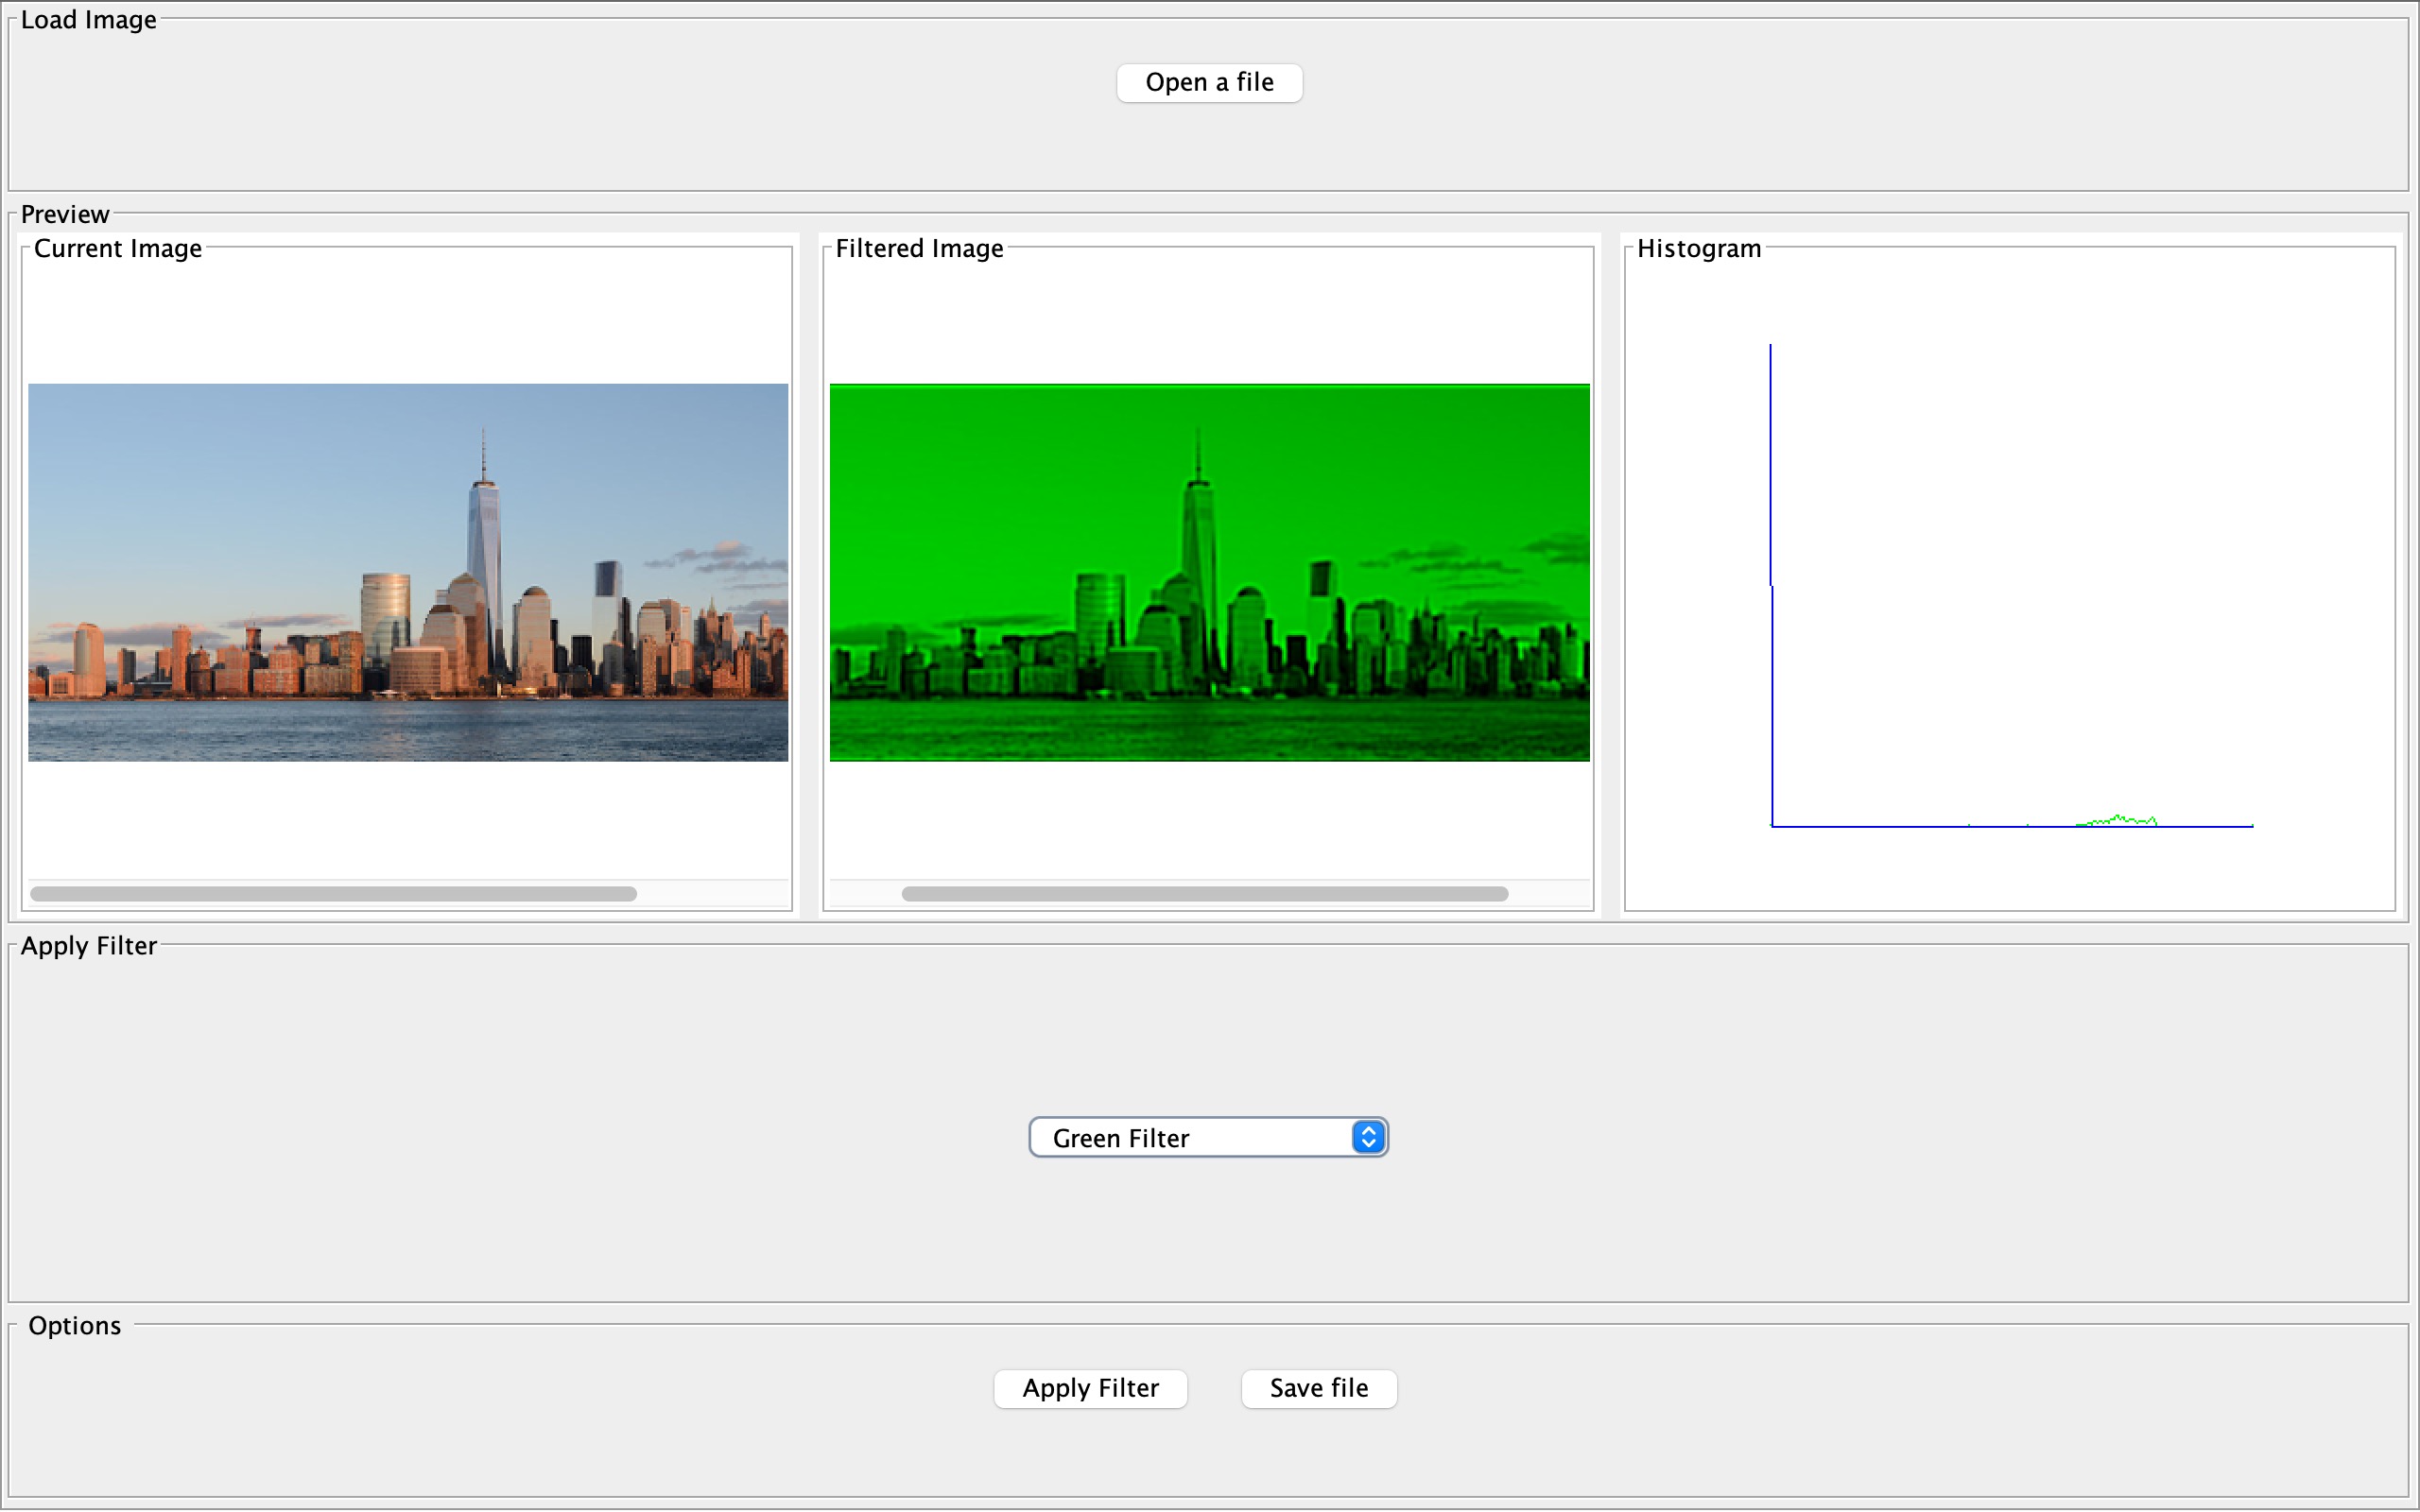 Load Image
Open a file
Preview
Current Image
Filtered Image
Histogram
Apply Filter
Green Filter
Options
Apply Filter
Save file